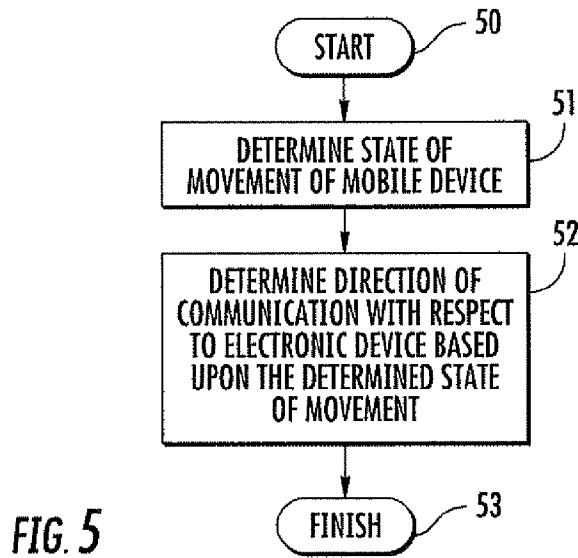 START
50
51
DETERMINE STATE OF
MOVEMENT OF MOBILE DEVICE
52
DETERMINE DIRECTION OF
COMMUNICATION WITH RESPECT
TO ELECTRONIC DEVICE BASED
UPON THE DETERMINED STATE
OF MOVEMENT
53
FINISH
FIG. 5